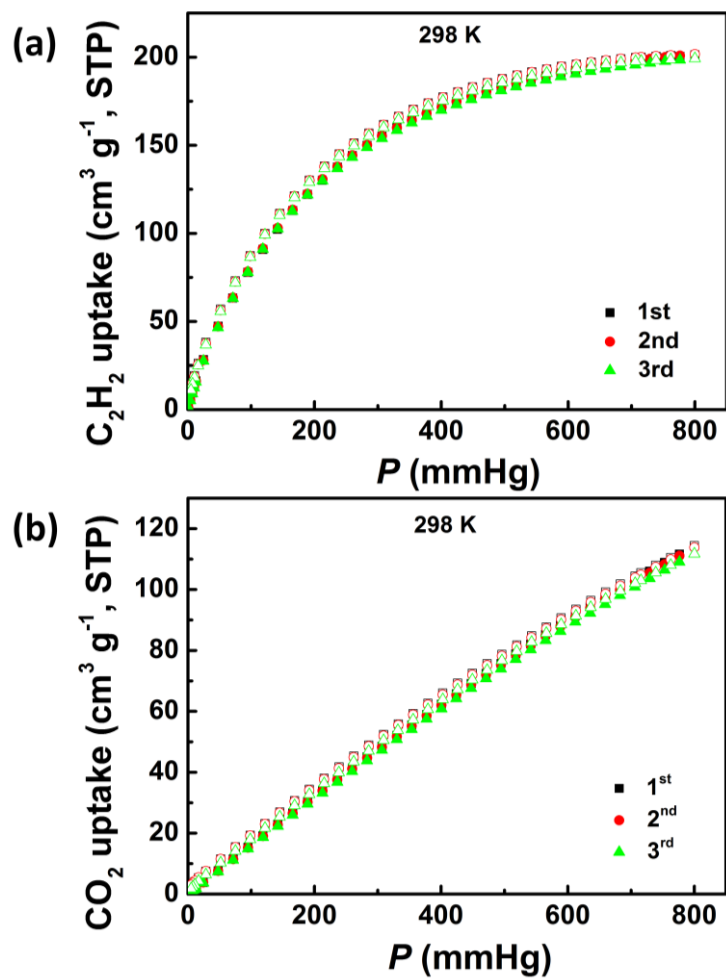 (a)
298 K
C₂H₂ uptake (cm³ g⁻¹, STP)
200
150
100
50
0
1st
2nd
3rd
0 200 400 600 800
P (mmHg)
(b)
298 K
CO₂ uptake (cm³ g⁻¹, STP)
120
100
80
60
40
20
0
1ˢᵗ
2ⁿᵈ
3ʳᵈ
0 200 400 600 800
P (mmHg)